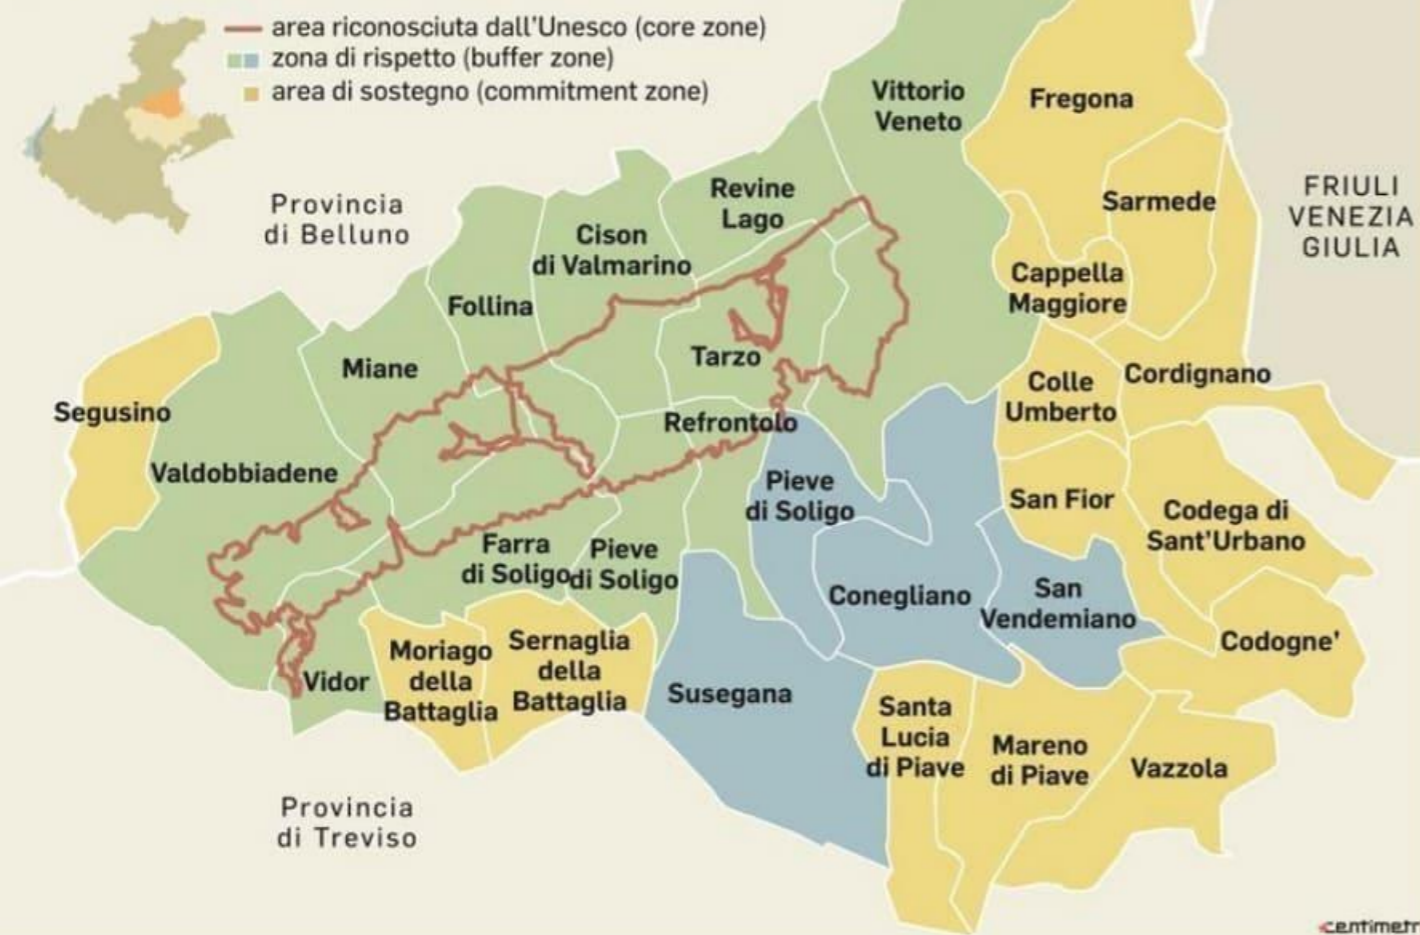 area riconosciuta dall'Unesco (core zone)
zona di rispetto (buffer zone)
area di sostegno (commitment zone)
Vittorio
Veneto
Fregona
Provincia
di Belluno
Revine
Lago
Sarmede
FRIULI
VENEZIA
GIULIA
Cison
di Valmarino
Cappella
Maggiore
Follina
Miane
Tarzo
Colle
Umberto
Cordignano
Segusino
Refrontolo
Valdobbiadene
Pieve
di Soligo
San Fior
Codega di
Sant'Urbano
Farra
di Soligo
Pieve
di Soligo
Conegliano
San
Vendemiano
Codogne'
Vidor
Moriago
della
Battaglia
Sernaglia
della
Battaglia
Susegana
Santa
Lucia
di Piave
Mareno
di Piave
Vazzola
Provincia
di Treviso
centimetr